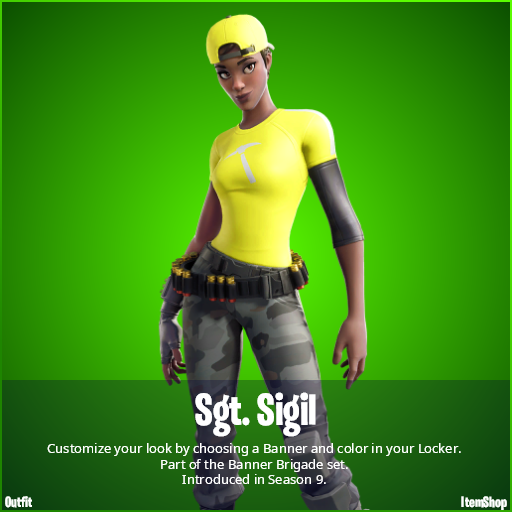 Sgt. Sigil
Customize your look by choosing a Banner and color in your Locker.
Part of the Banner Brigade set.
Introduced in Season 9.
Outfit
ItemShop